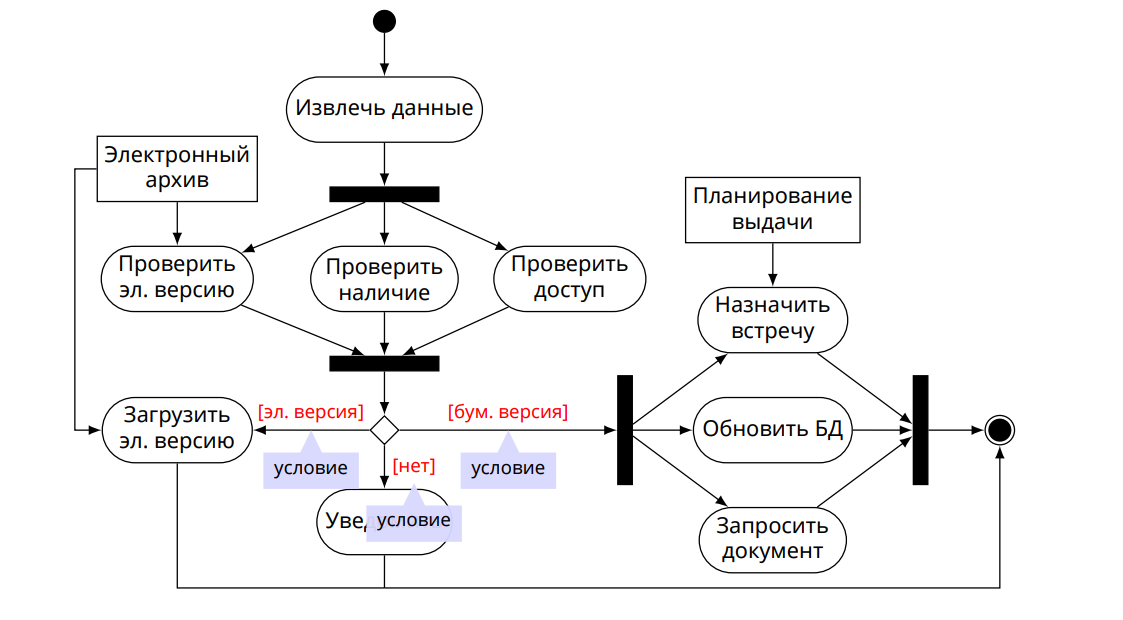 Извлечь данные
Электронный
архив
Планирование
выдачи
Проверить
эл. версию
Проверить
наличие
Проверить
доступ
Назначить
встречу
Загрузить
эл. версию
[эл. версия]
[бум. версия]
Обновить БД
условие
[нет]
условие
условие
Запросить
документ